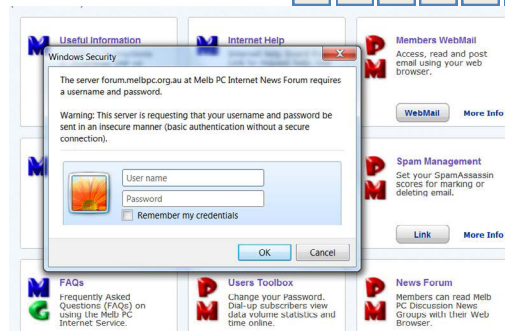 Useful Information
Internet Help
Members WebMail
Access, read and post
email using your web
browser.
WebMail
More Info
Windows Security
The server forum.melbpc.org.au at Melb PC Internet News Forum requires
a username and password.
Warning: This server is requesting that your username and password be
sent in an insecure manner (basic authentication without a secure
connection).
User name
Password
Remember my credentials
OK
Cancel
Spam Management
Set your SpamAssassin
scores for marking or
deleting email.
Link
More Info
FAQs
Frequently Asked
Questions (FAQs) on
using the Melb PC
Internet Service.
Users Toolbox
Change your Password.
Dial-up subscribers view
data volume statistics and
time online.
News Forum
Members can read Melb
PC Discussion News
Groups with their Web
Browser.